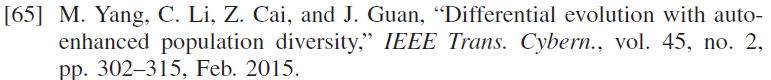 [65] M. Yang, C. Li, Z. Cai, and J. Guan, “Differential evolution with auto-
enhanced population diversity,” IEEE Trans. Cybern., vol. 45, no. 2,
pp. 302–315, Feb. 2015.